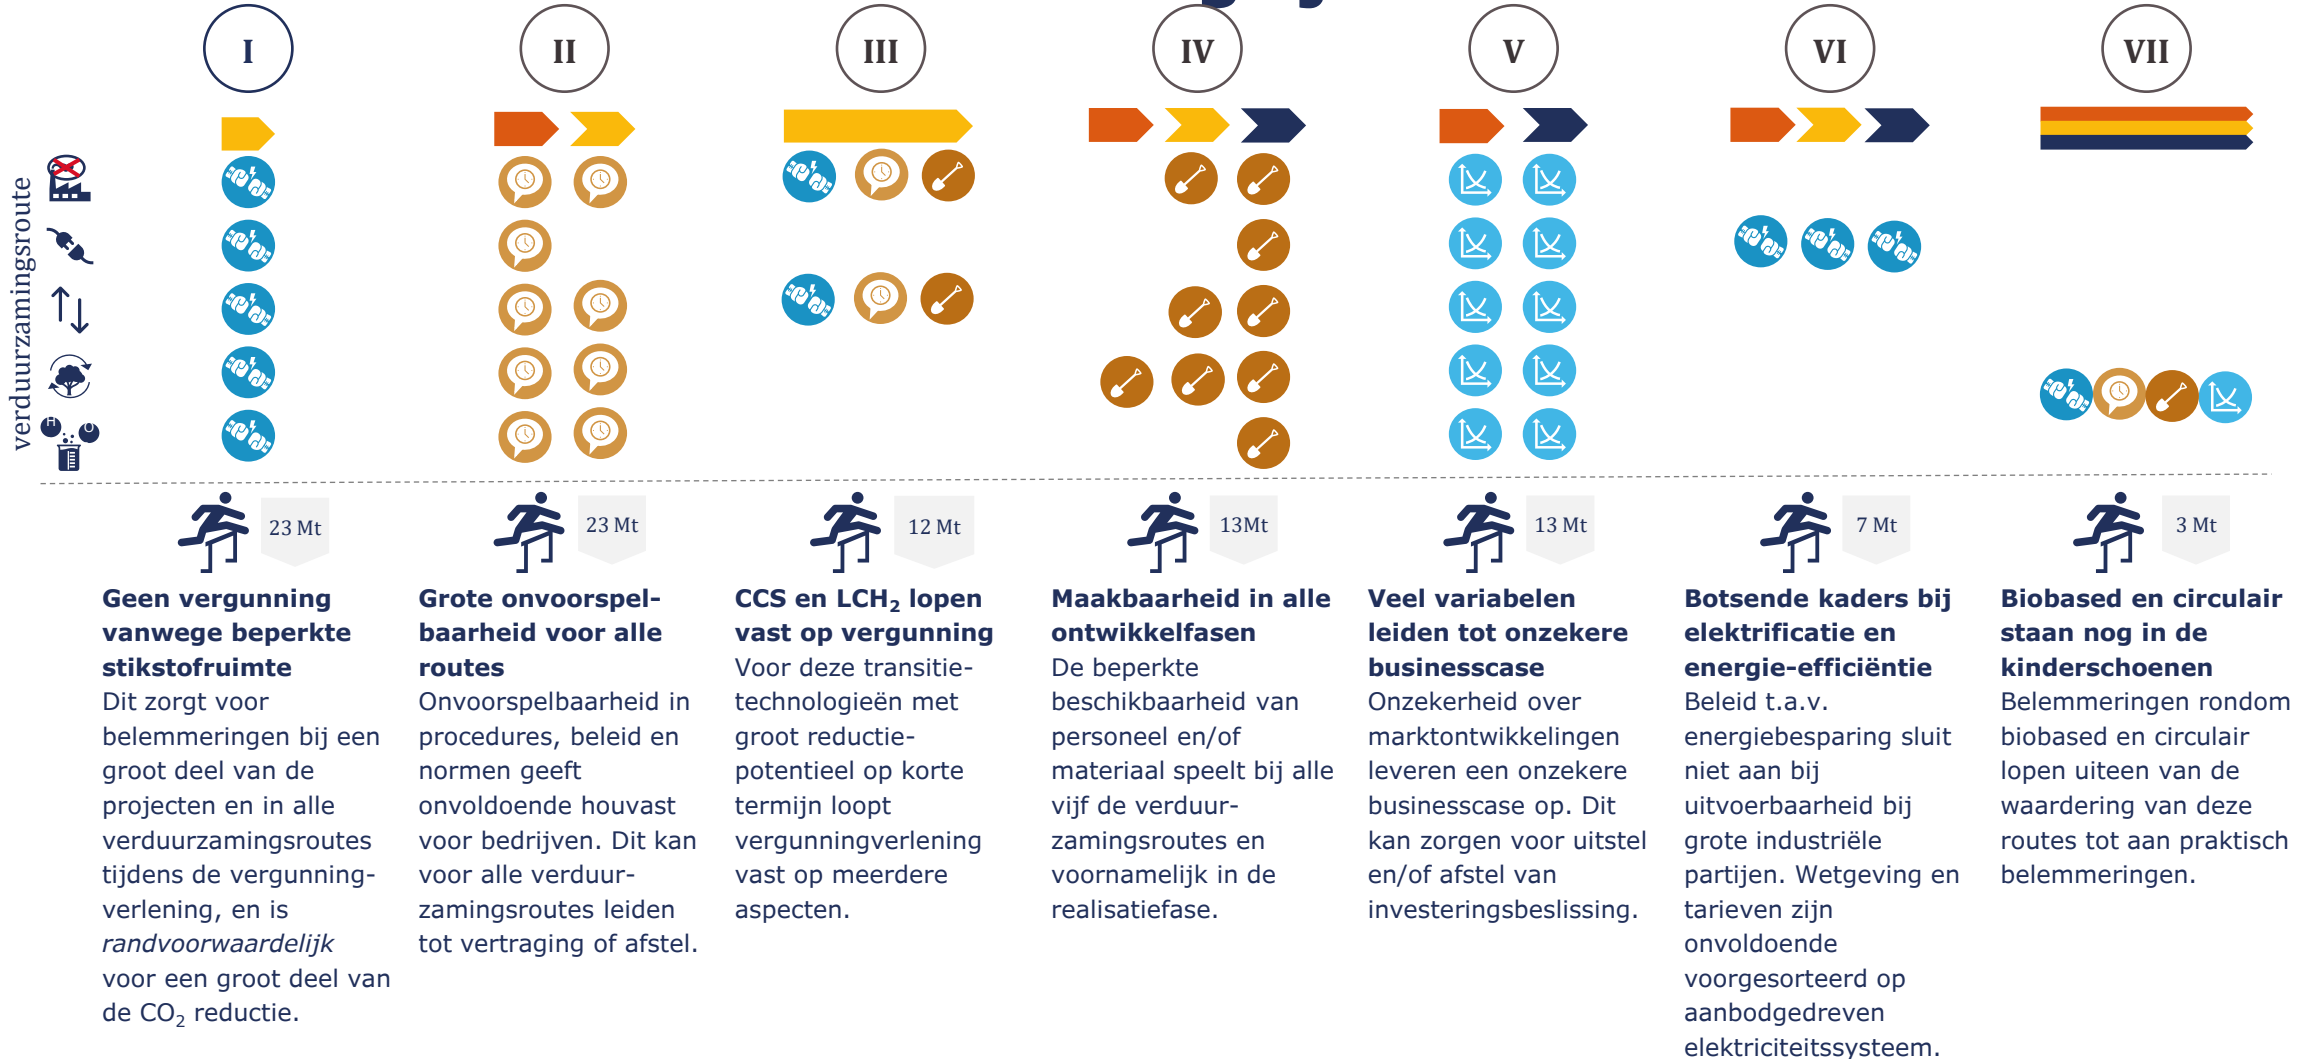 I
II
III
IV
V
VI
VII
verduurzamingsroute
H
O
23 Mt
23 Mt
12 Mt
13Mt
13 Mt
7 Mt
3 Mt
Geen vergunning
vanwege beperkte
stikstofruimte
Dit zorgt voor
belemmeringen bij een
groot deel van de
projecten en in alle
verduurzamingsroutes
tijdens de vergunning-
verlening, en is
randvoorwaardelijk
voor een groot deel van
de CO₂ reductie.
Grote onvoorspel-
baarheid voor alle
routes
Onvoorspelbaarheid in
procedures, beleid en
normen geeft
onvoldoende houvast
voor bedrijven. Dit kan
voor alle verduur-
zamingsroutes leiden
tot vertraging of afstel.
CCS en LCH₂ lopen
vast op vergunning
Voor deze transitie-
technologieën met
groot reductie-
potentieel op korte
termijn loopt
vergunningverlening
vast op meerdere
aspecten.
Maakbaarheid in alle
ontwikkelfasen
De beperkte
beschikbaarheid van
personeel en/of
materiaal speelt bij alle
vijf de verduur-
zamingsroutes en
voornamelijk in de
realisatiefase.
Veel variabelen
leiden tot onzekere
businesscase
Onzekerheid over
marktontwikkelingen
leveren een onzekere
businesscase op. Dit
kan zorgen voor uitstel
en/of afstel van
investeringsbeslissing.
Botsende kaders bij
elektrificatie en
energie-efficiëntie
Beleid t.a.v.
energiebesparing sluit
niet aan bij
uitvoerbaarheid bij
grote industriële
partijen. Wetgeving en
tarieven zijn
onvoldoende
voorgesorteerd op
aanbodgedreven
elektriciteitssysteem.
Biobased en circulair
staan nog in de
kinderschoenen
Belemmeringen rondom
biobased en circulair
lopen uiteen van de
waardering van deze
routes tot aan praktisch
belemmeringen.